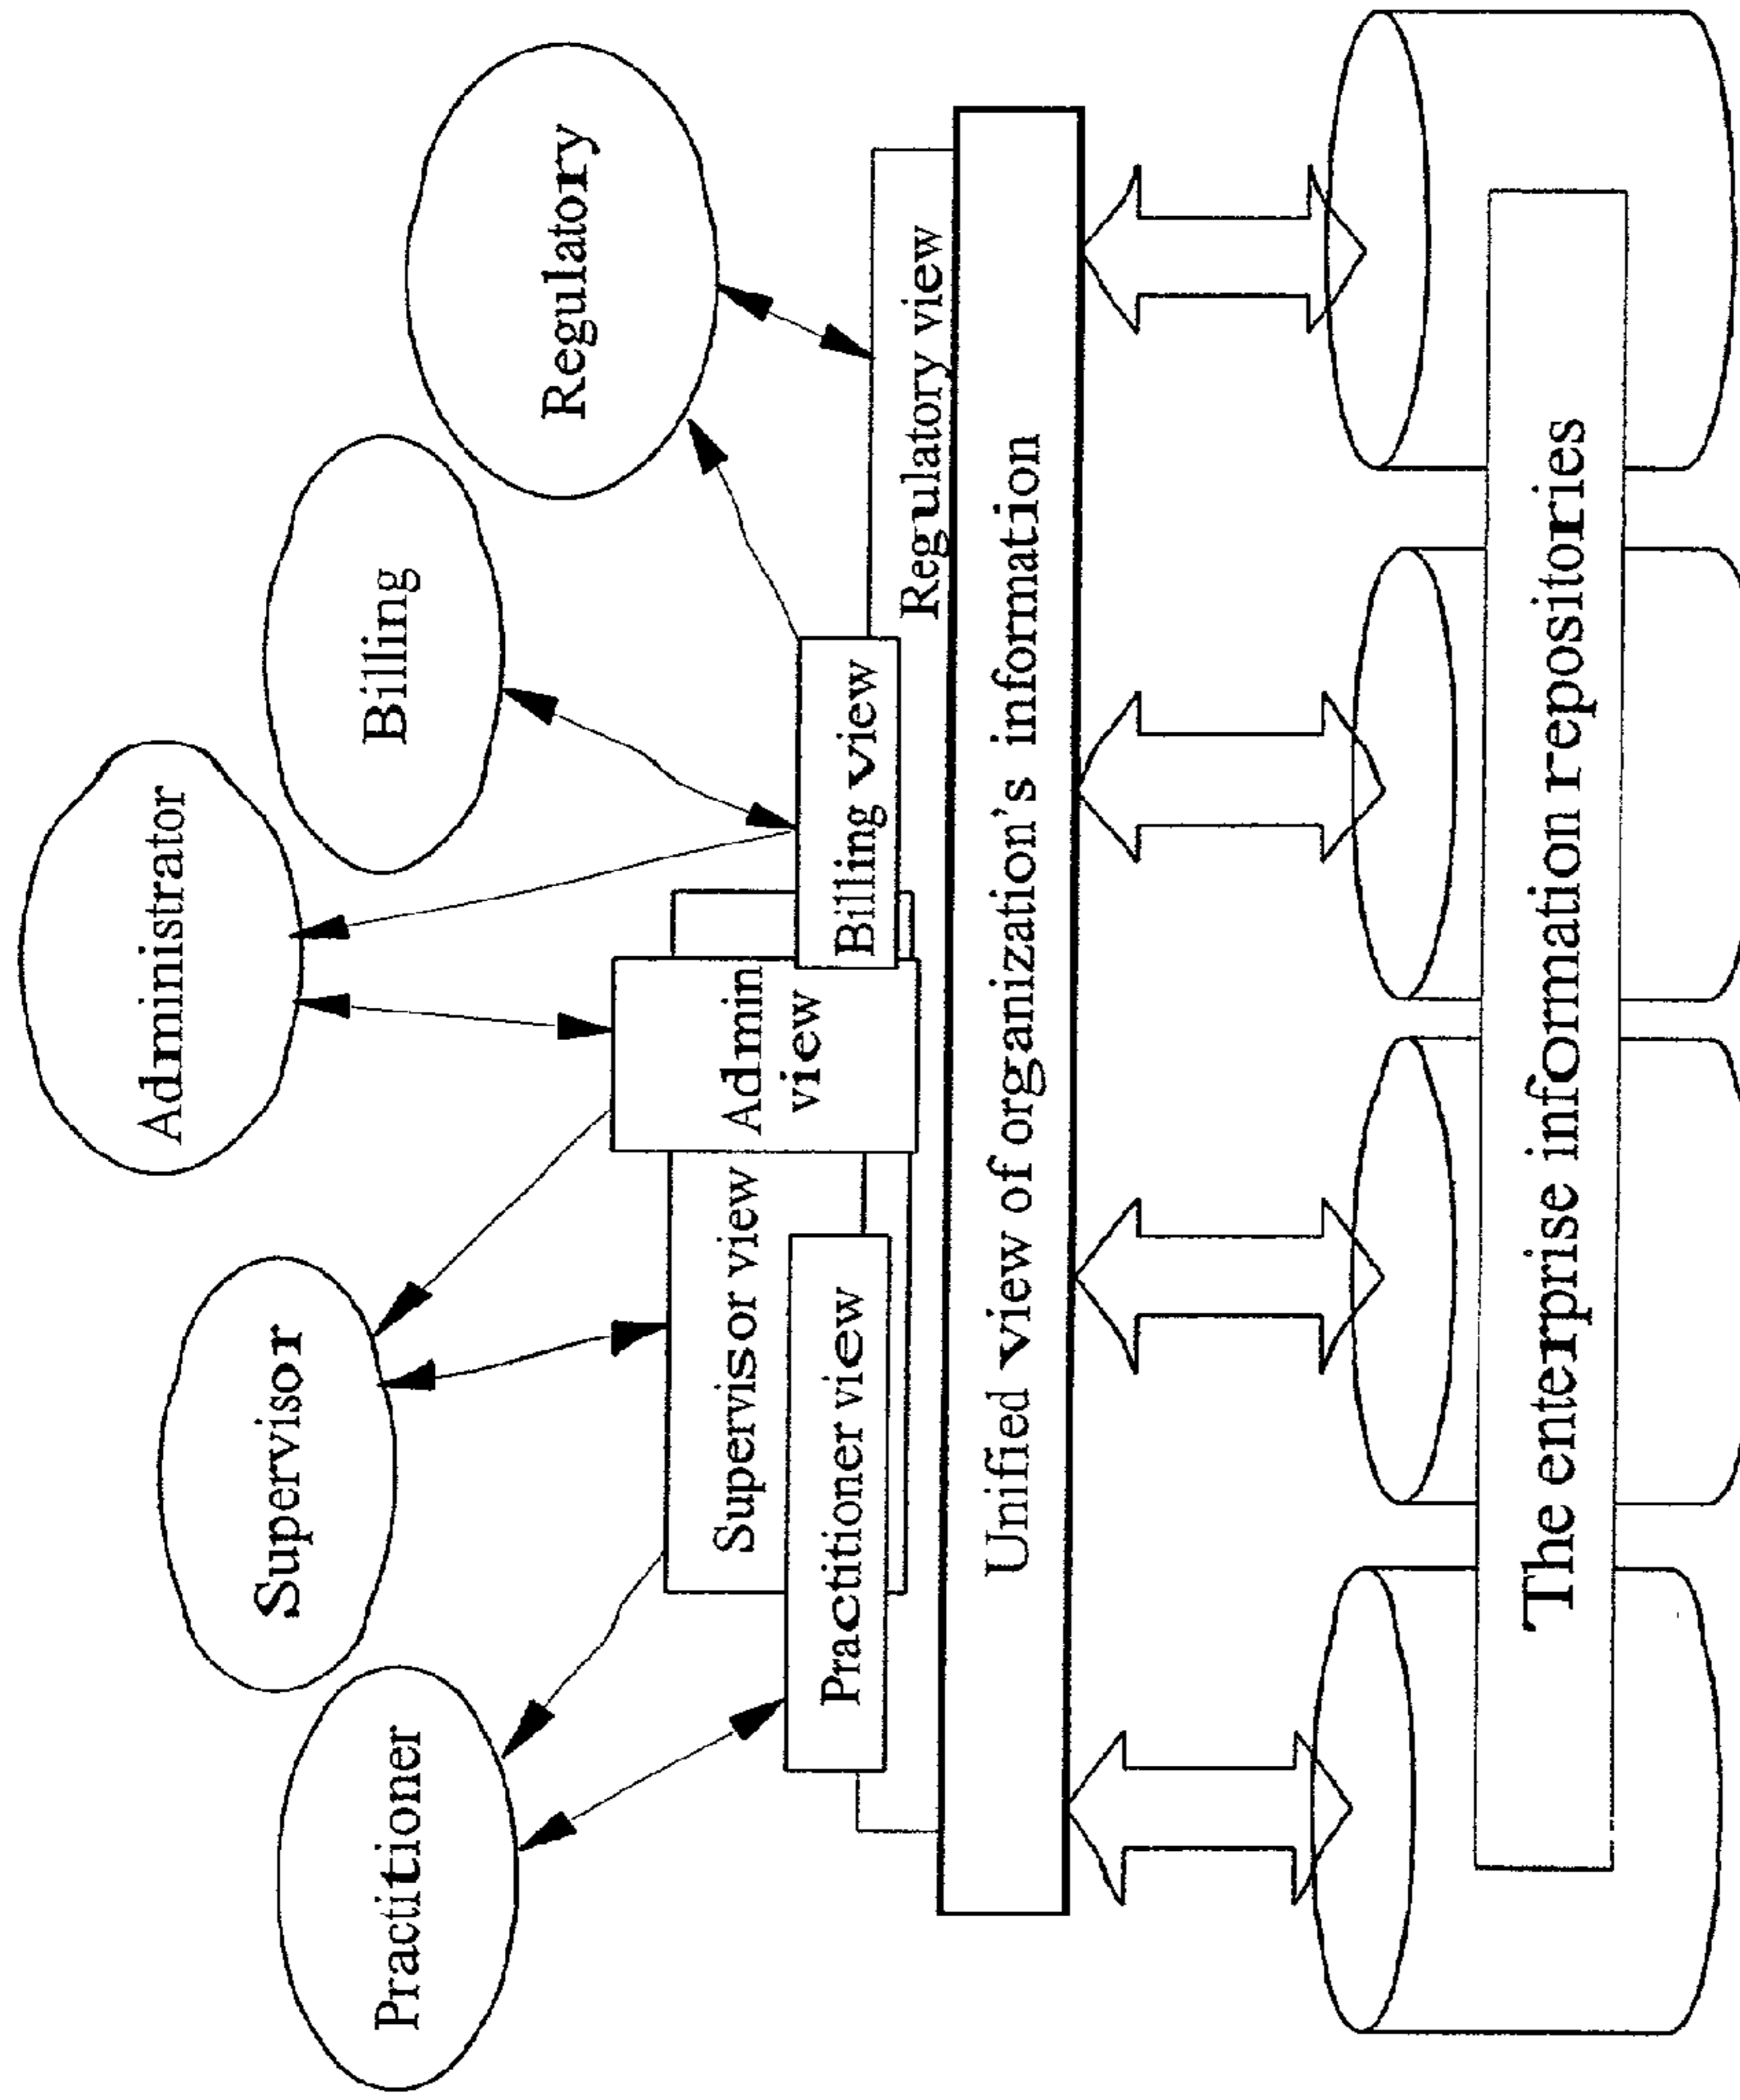 Practitioner
Supervisor
Administrator
Billing
Regulatory
Supervisor view
Admin
view
Practitioner view
Billing view
Regulatory view
Unified view of organization's information
The enterprise information repositories